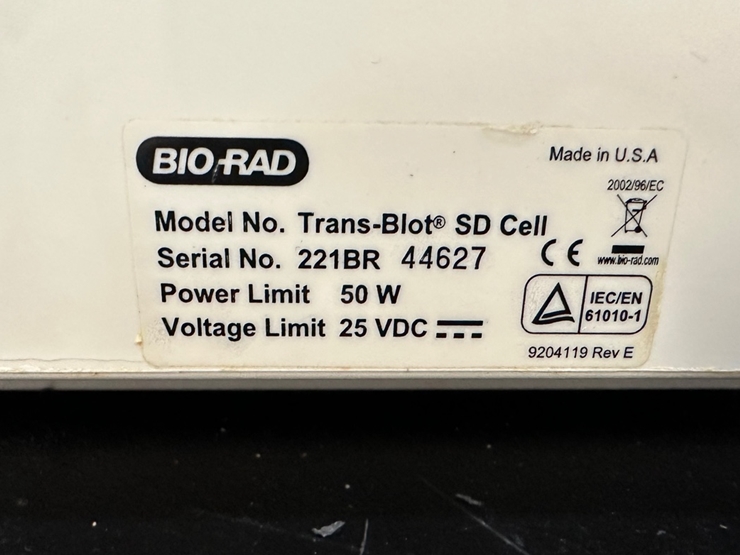 BIO-RAD
Made in U.S.A
2002/96/EC
Model No. Trans-Blot® SD Cell
Serial No. 221BR 44627
CE
www.bio-rad.com
Power Limit 50 W
IEC/EN
61010-1
Voltage Limit 25 VDC
9204119 Rev E